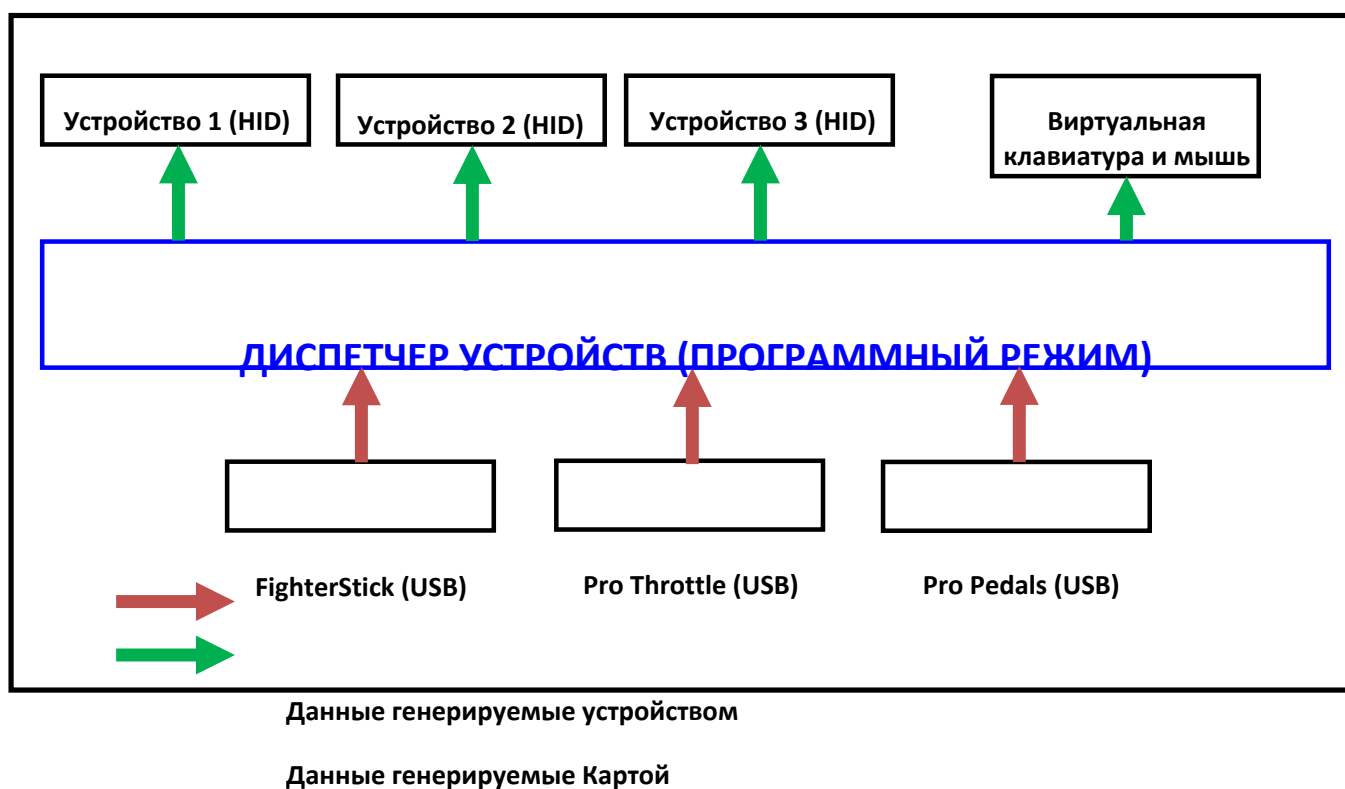 Устройство 1 (HID)
Устройство 2 (HID)
Устройство 3 (HID)
Виртуальная
клавиатура и мышь
ДИСПЕТЧЕР УСТРОЙСТВ (ПРОГРАММНЫЙ РЕЖИМ)
FighterStick (USB)
Pro Throttle (USB)
Pro Pedals (USB)
Данные генерируемые устройством
Данные генерируемые Картой